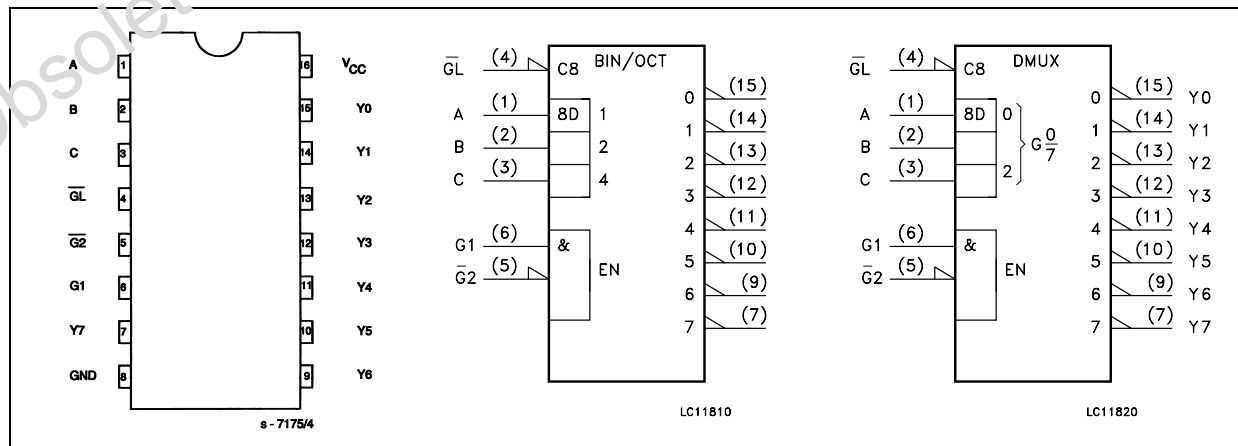 Obsolet
A 1 16 VCC
B 2 15 Y0
C 3 14 Y1
GL 4 13 Y2
G2 5 12 Y3
G1 6 11 Y4
Y7 7 10 Y5
GND 8 9 Y6
s - 7175/4
BIN/OCT
G̅L̅ (4) C8
A (1) 8D 1
B (2) 2
C (3) 4
G1 (6) &
G̅2 (5) EN
0 (15)
1 (14)
2 (13)
3 (12)
4 (11)
5 (10)
6 (9)
7 (7)
LC11810
DMUX
G̅L̅ (4) C8
A (1) 8D 0
B (2) G 0/7
C (3) 2
G1 (6) &
G̅2 (5) EN
0 (15) Y0
1 (14) Y1
2 (13) Y2
3 (12) Y3
4 (11) Y4
5 (10) Y5
6 (9) Y6
7 (7) Y7
LC11820